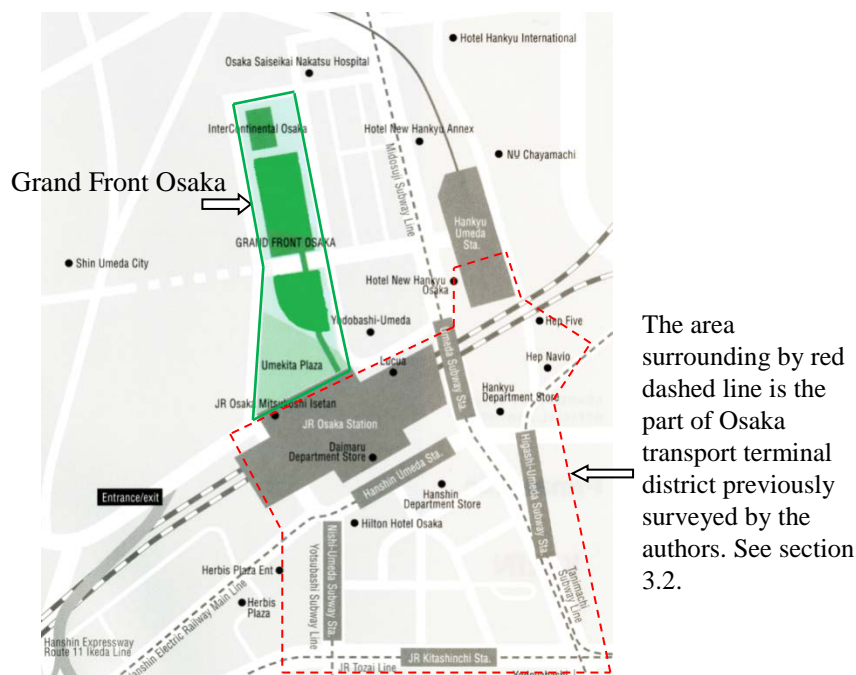 Hotel Hankyu International
Osaka Saiseikai Nakatsu Hospital
InterContinental Osaka
Hotel New Hankyu Annex
Midosuji Subway Line
NU Chayamachi
Grand Front Osaka
Hankyu
Umeda
Sta.
GRAND FRONT OSAKA
Shin Umeda City
Hotel New Hankyu
Osaka
Yodobashi-Umeda
Hep Five
Umeda Subway Sta.
Hep Navio
Umekita Plaza
Lucua
Hankyu
Department Store
JR Osaka Mitsukoshi Isetan
JR Osaka Station
Daimaru
Department Store
Hanshin Umeda Sta.
Higashi-Umeda Subway Sta.
Hanshin
Department Store
Entrance/exit
Hilton Hotel Osaka
Nishi-Umeda Subway Sta.
Yotsubashi Subway Line
Herbis Plaza Ent
Herbis
Plaza
Tanimachi
Subway Line
Hanshin Electric Railway Main Line
Hanshin Expressway
Route 11 Ikeda Line
JR Tozai Line
JR Kitashinchi Sta.
The area
surrounding by red
dashed line is the
part of Osaka
transport terminal
district previously
surveyed by the
authors. See section
3.2.